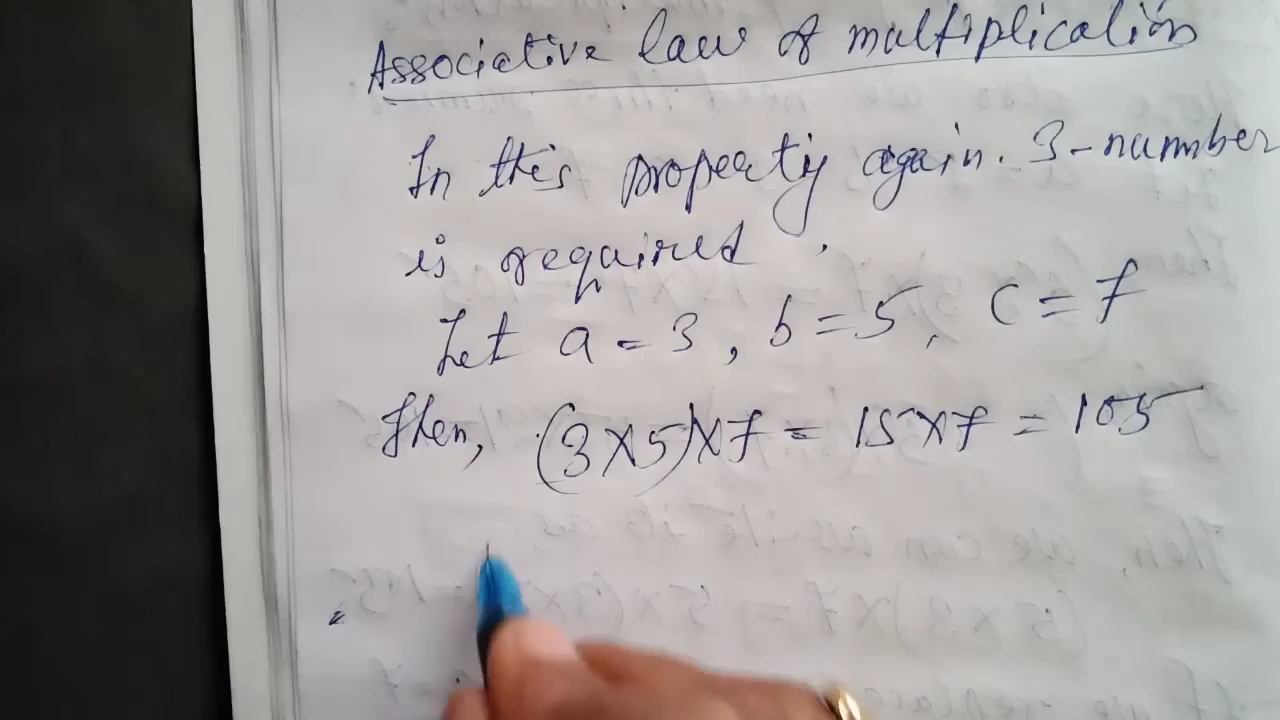 Associative law of multiplication
In this property again. 3-number
is required.
Let a = 3, b = 5, c = 7
Then, (3×5)×7 = 15×7 = 105